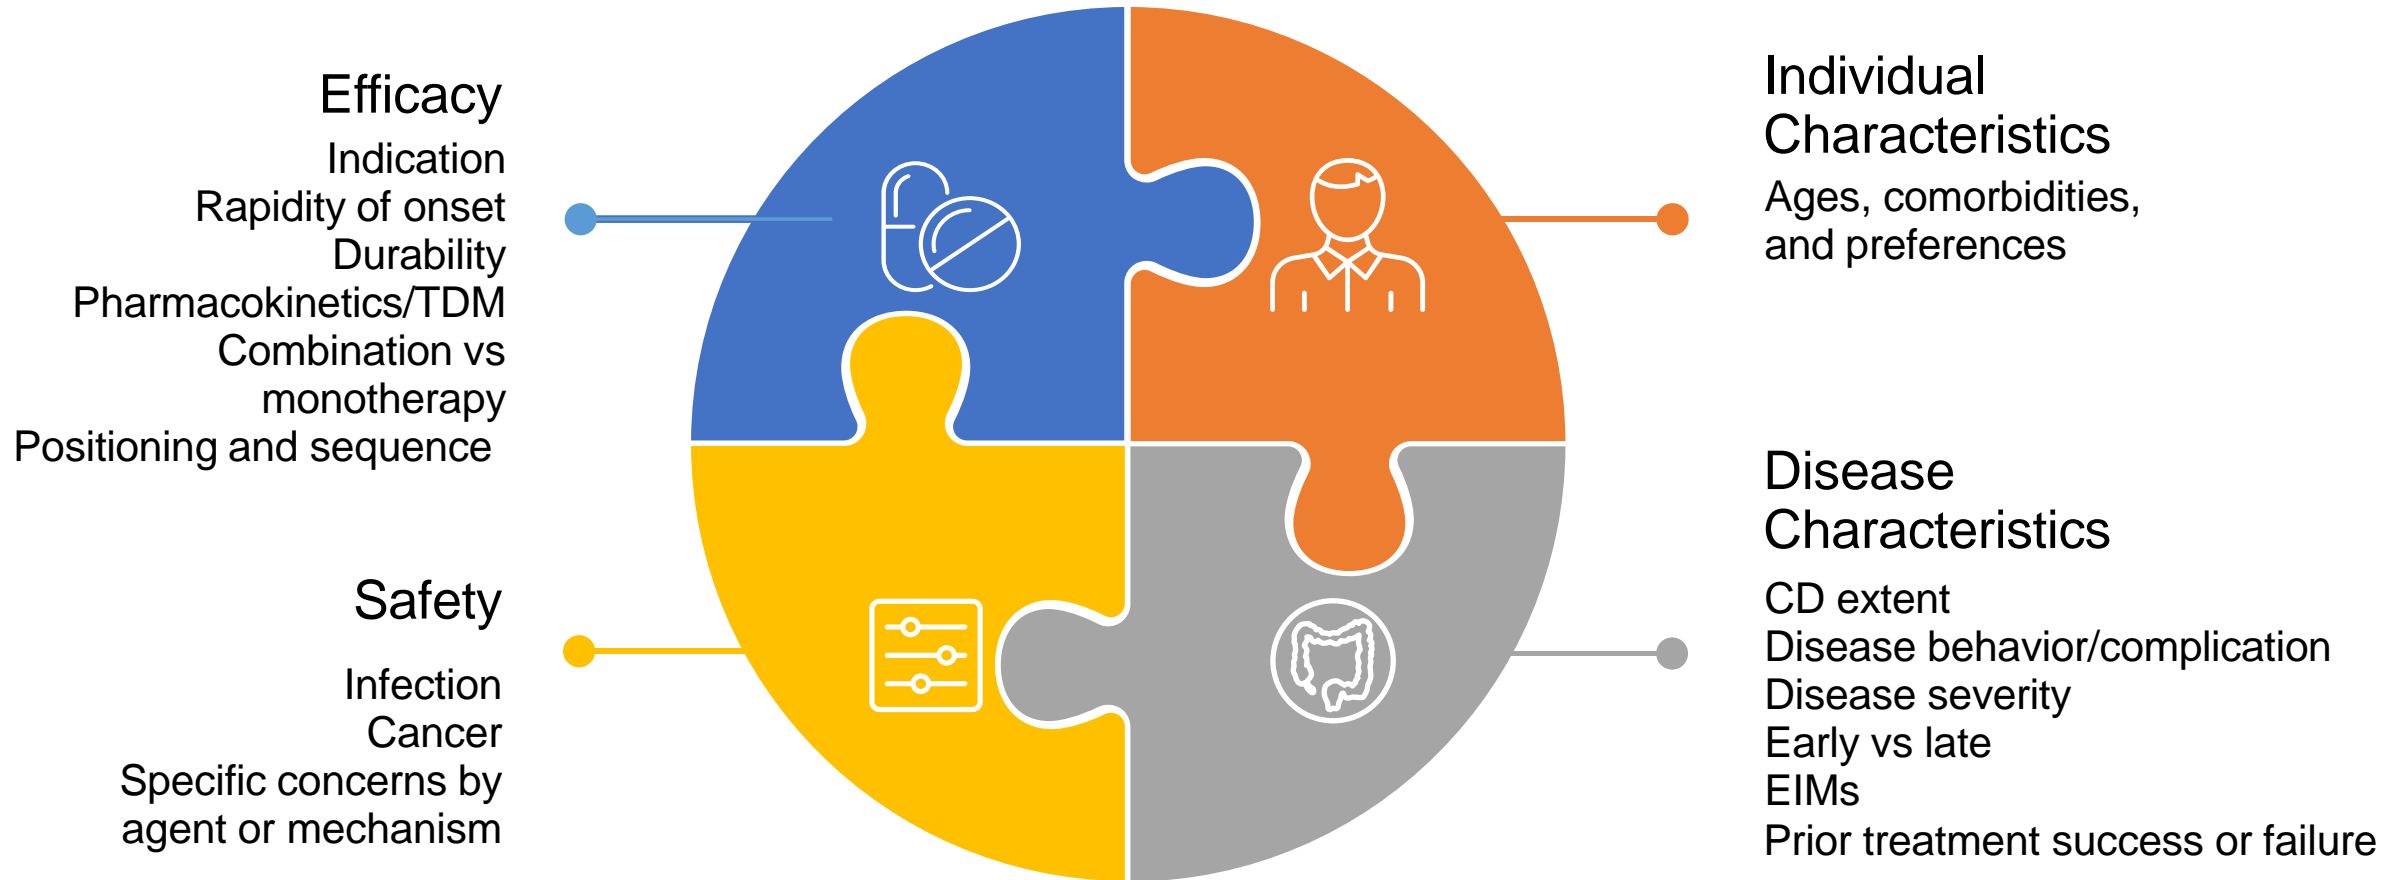 Efficacy
Indication
Rapidity of onset
Durability
Pharmacokinetics/TDM
Combination vs
monotherapy
Positioning and sequence
Safety
Infection
Cancer
Specific concerns by
agent or mechanism
Individual
Characteristics
Ages, comorbidities,
and preferences
Disease
Characteristics
CD extent
Disease behavior/complication
Disease severity
Early vs late
EIMs
Prior treatment success or failure